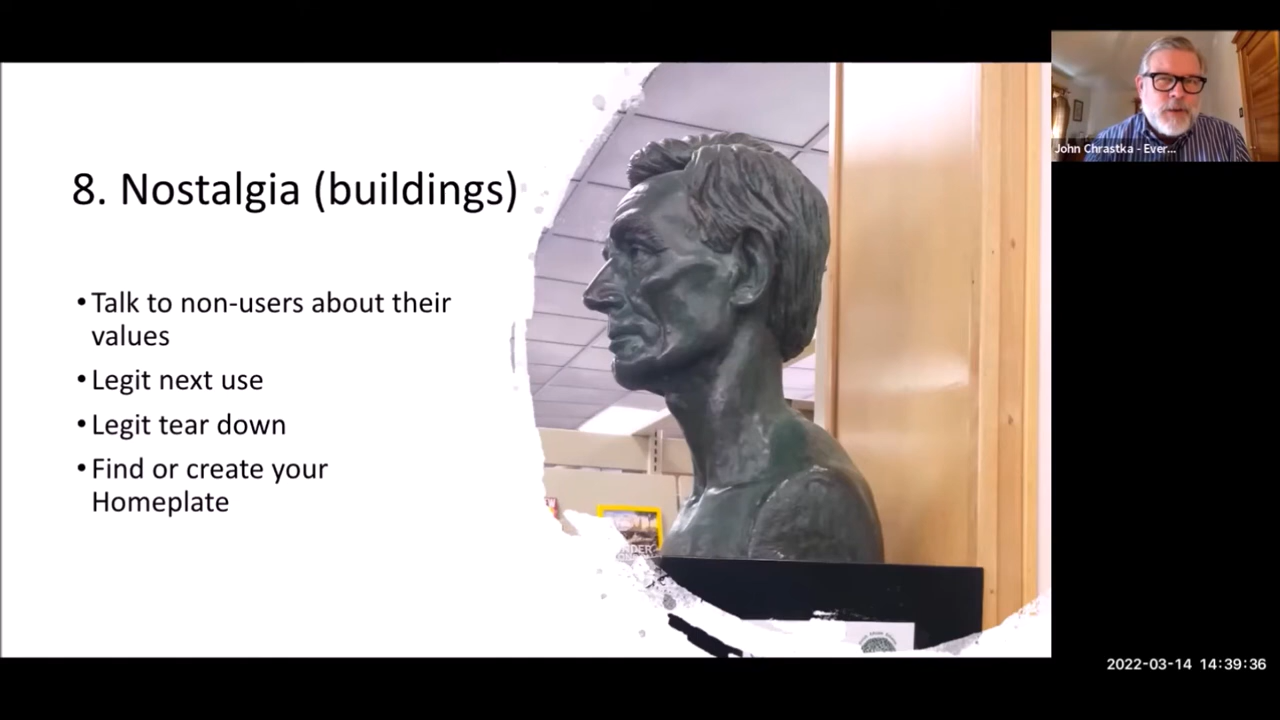 8. Nostalgia (buildings)
• Talk to non-users about their
values
• Legit next use
• Legit tear down
• Find or create your
Homeplate
John Chrastka - Ever...
2022-03-14 14:39:36